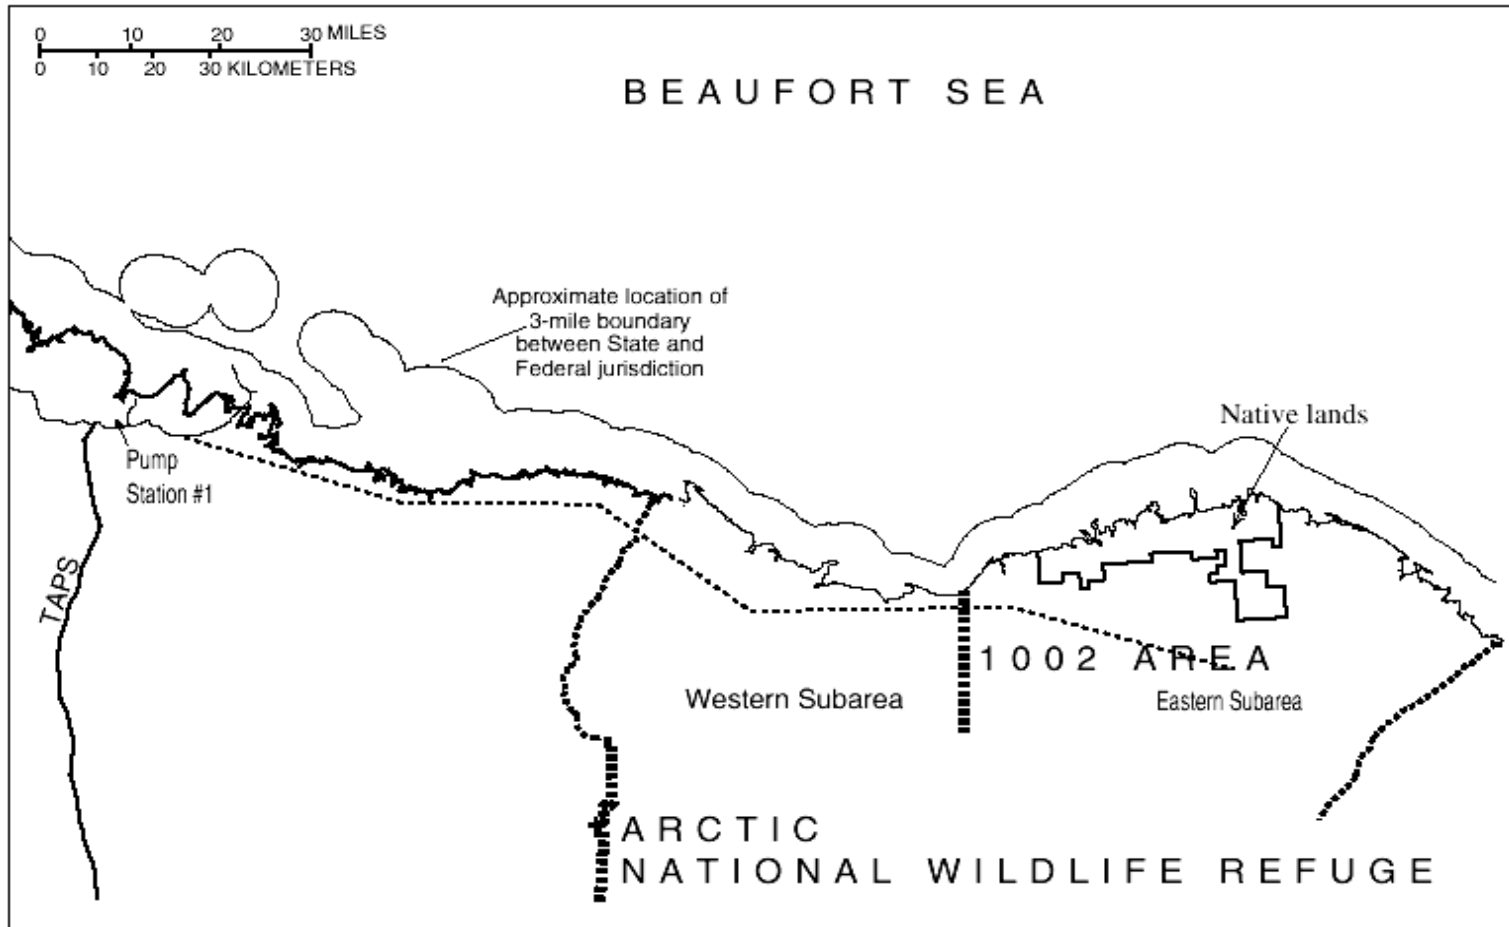 0 10 20 30 MILES
0 10 20 30 KILOMETERS
BEAUFORT SEA
Approximate location of
3-mile boundary
between State and
Federal jurisdiction
Native lands
Pump
Station #1
TAPS
1002 AREA
Western Subarea
Eastern Subarea
ARCTIC
NATIONAL WILDLIFE REFUGE